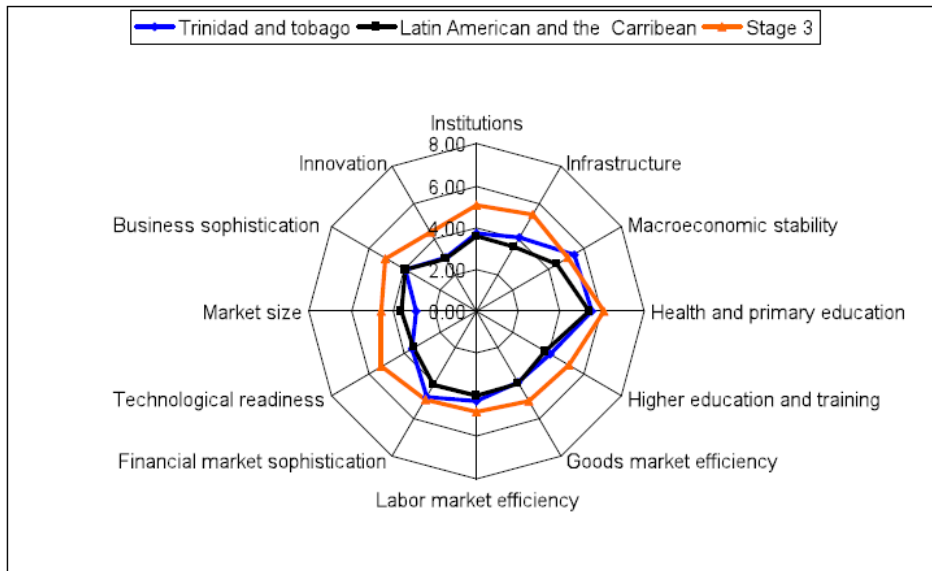 Trinidad and tobago Latin American and the Carribean Stage 3
Institutions
8.00
Innovation Infrastructure
6.00
Business sophistication Macroeconomic stability
4.00
2.00
Market size 0.00 Health and primary education
Technological readiness Higher education and training
Financial market sophistication Goods market efficiency
Labor market efficiency